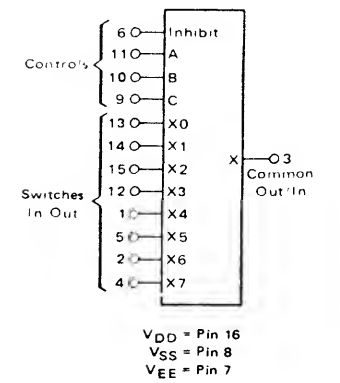 6 Inhibit
11 A
10 B
9 C
Controls
13 X0
14 X1
15 X2
12 X3
1 X4
5 X5
2 X6
4 X7
Switches
In Out
X 3
Common
Out/In
VDD = Pin 16
VSS = Pin 8
VEE = Pin 7